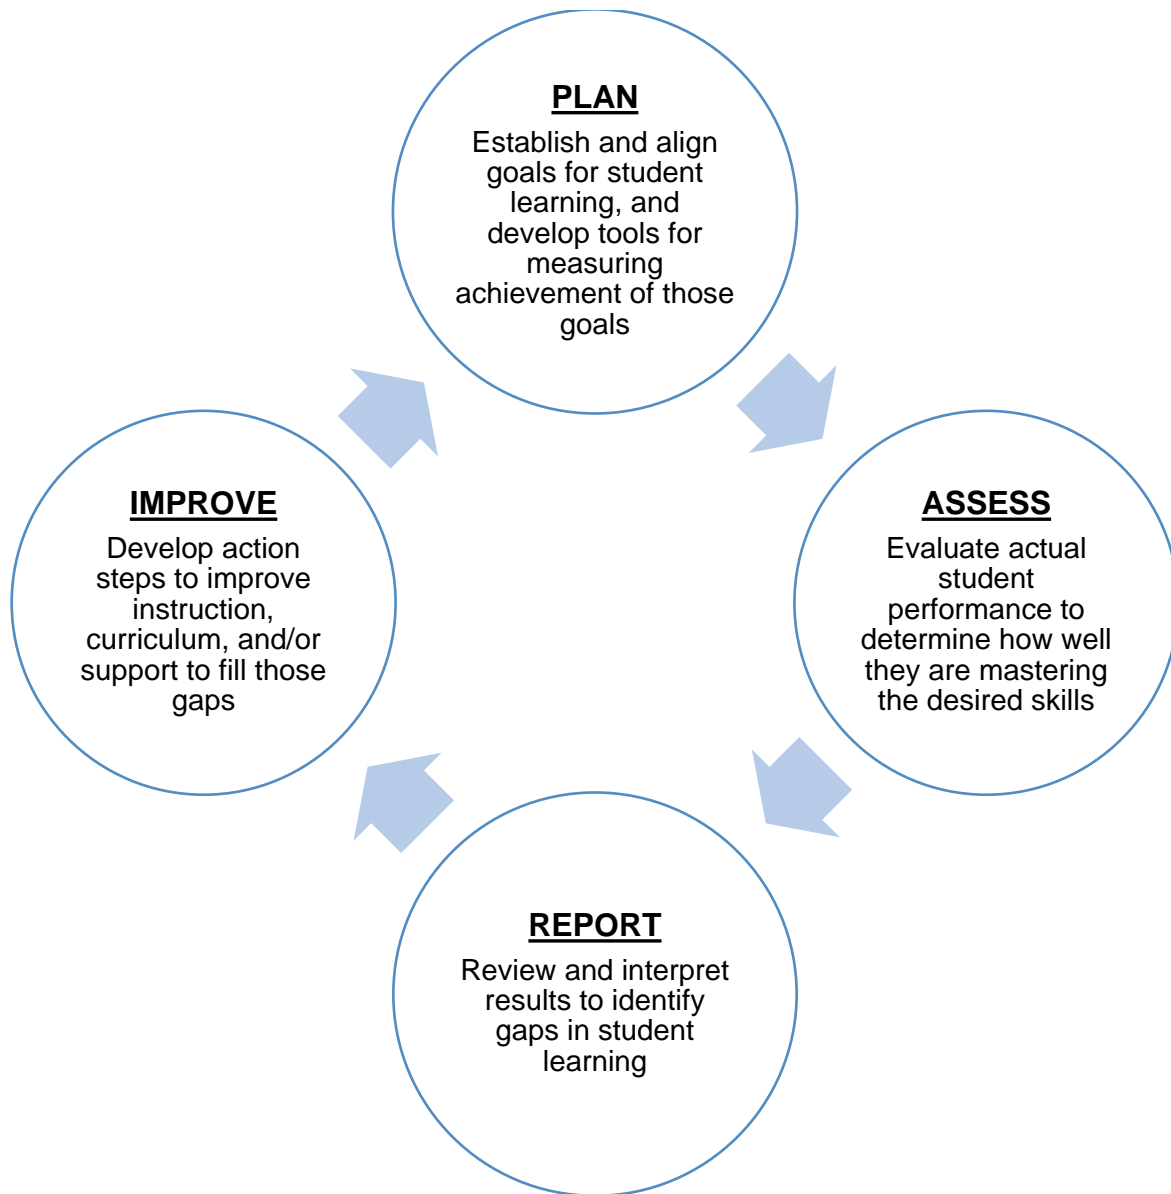 PLAN
Establish and align
goals for student
learning, and
develop tools for
measuring
achievement of those
goals
ASSESS
Evaluate actual
student
performance to
determine how well
they are mastering
the desired skills
REPORT
Review and interpret
results to identify
gaps in student
learning
IMPROVE
Develop action
steps to improve
instruction,
curriculum, and/or
support to fill those
gaps